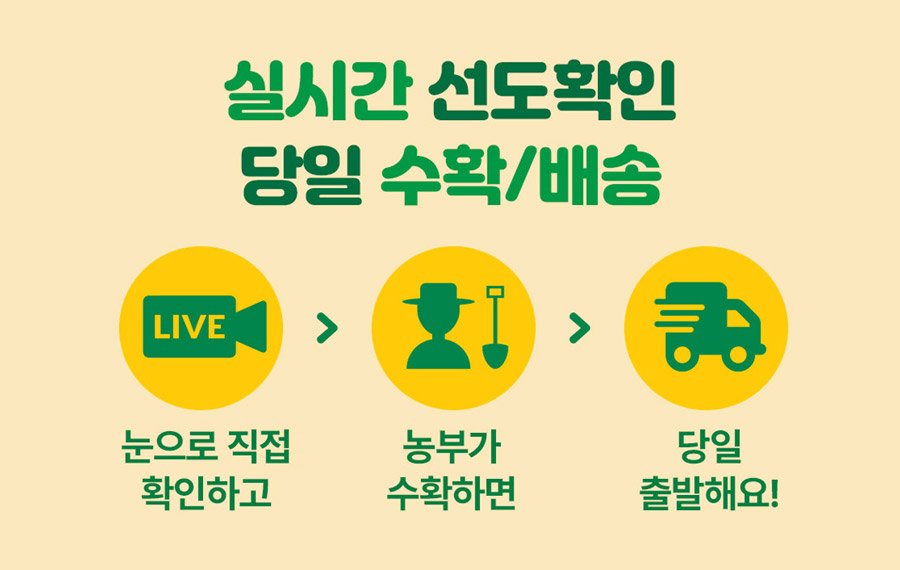 실시간 선도확인
당일 수확/배송
LIVE
눈으로 직접
확인하고
농부가
수확하면
당일
출발해요!